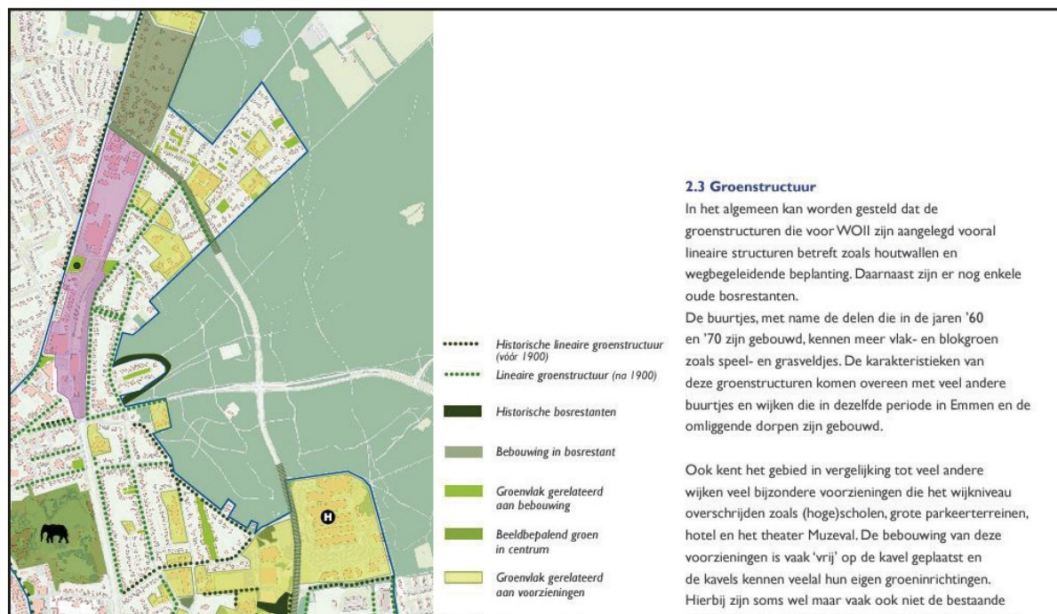 H
Historische lineaire groenstructuur
(vóór 1900)
Lineaire groenstructuur (na 1900)
Historische bosrestanten
Bebouwing in bosrestant
Groenvlak gerelateerd
aan bebouwing
Beeldbepalend groen
in centrum
Groenvlak gerelateerd
aan voorzieningen
2.3 Groenstructuur
In het algemeen kan worden gesteld dat de
groenstructuren die voor WOII zijn aangelegd vooral
lineaire structuren betreft zoals houtwallen en
wegbegeleidende beplanting. Daarnaast zijn er nog enkele
oude bosrestanten.
De buurtjes, met name de delen die in de jaren ’60
en ’70 zijn gebouwd, kennen meer vlak- en blokgroen
zoals speel- en grasveldjes. De karakteristieken van
deze groenstructuren komen overeen met veel andere
buurtjes en wijken die in dezelfde periode in Emmen en de
omliggende dorpen zijn gebouwd.
Ook kent het gebied in vergelijking tot veel andere
wijken veel bijzondere voorzieningen die het wijkniveau
overschrijden zoals (hoge)scholen, grote parkeerterreinen,
hotel en het theater Muzeval. De bebouwing van deze
voorzieningen is vaak ‘vrij’ op de kavel geplaatst en
de kavels kennen veelal hun eigen groeninrichtingen.
Hierbij zijn soms wel maar vaak ook niet de bestaande